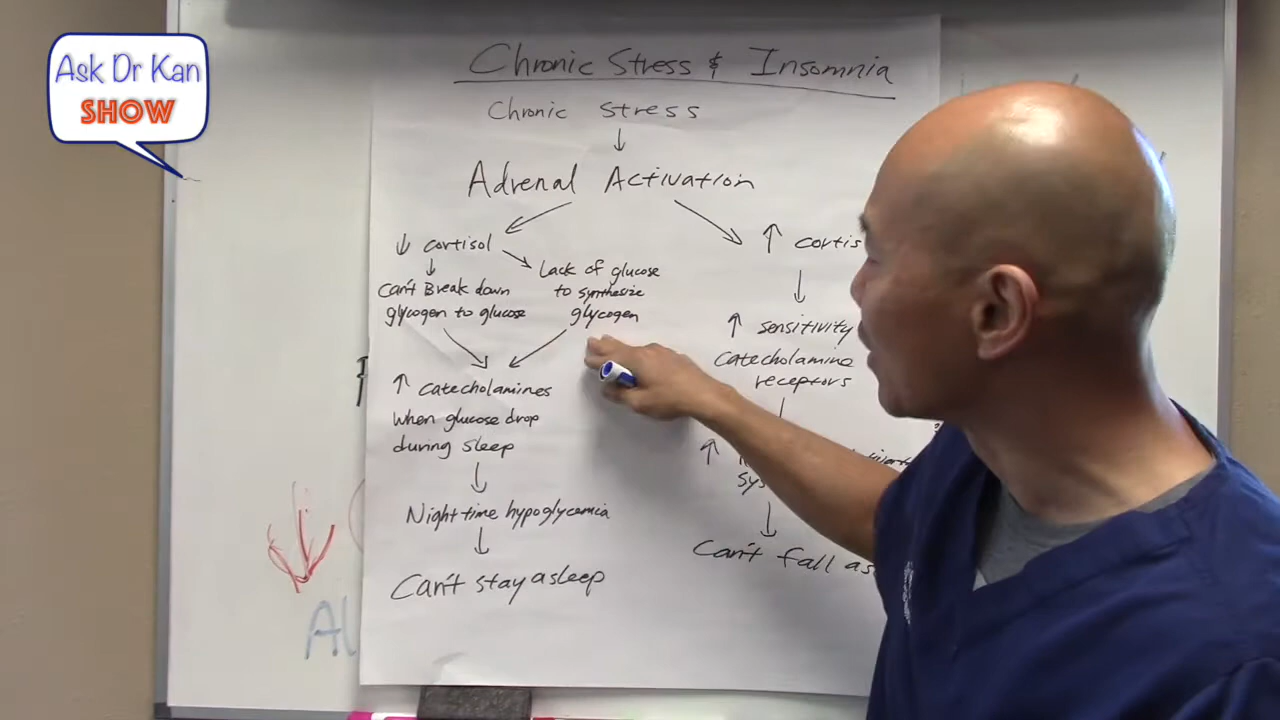 Ask Dr Kan
SHOW
Chronic Stress & Insomnia
Chronic Stress
↓
Adrenal Activation
↓ cortisol
↓
Can't Break down
glycogen to glucose
Lack of glucose
to synthesize
glycogen
↑ catecholamines
When glucose drop
during sleep
↓
Night time hypoglycemia
↓
Can't stay asleep
↑ cortis
↓
↑ sensitivity
catecholamine
receptors
↑
↓
Can't fall as